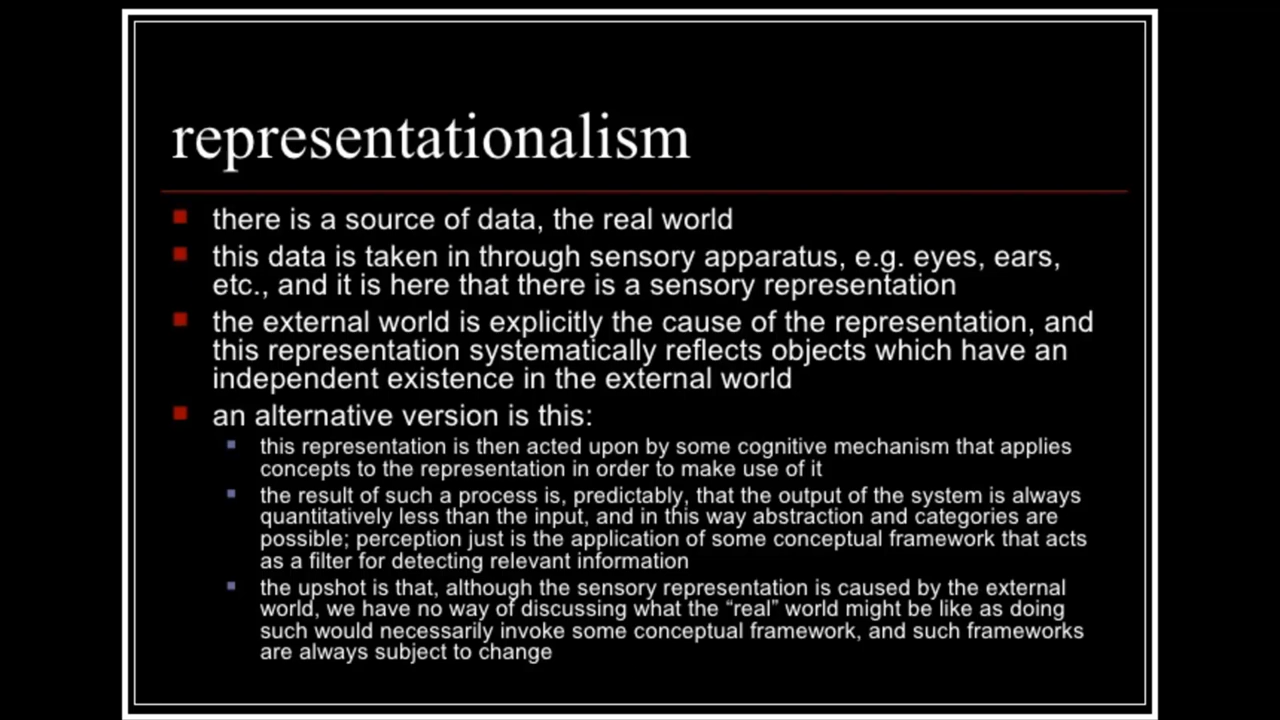 representationalism
there is a source of data, the real world
this data is taken in through sensory apparatus, e.g. eyes, ears,
etc., and it is here that there is a sensory representation
the external world is explicitly the cause of the representation, and
this representation systematically reflects objects which have an
independent existence in the external world
an alternative version is this:
this representation is then acted upon by some cognitive mechanism that applies
concepts to the representation in order to make use of it
the result of such a process is, predictably, that the output of the system is always
quantitatively less than the input, and in this way abstraction and categories are
possible; perception just is the application of some conceptual framework that acts
as a filter for detecting relevant information
the upshot is that, although the sensory representation is caused by the external
world, we have no way of discussing what the “real” world might be like as doing
such would necessarily invoke some conceptual framework, and such frameworks
are always subject to change